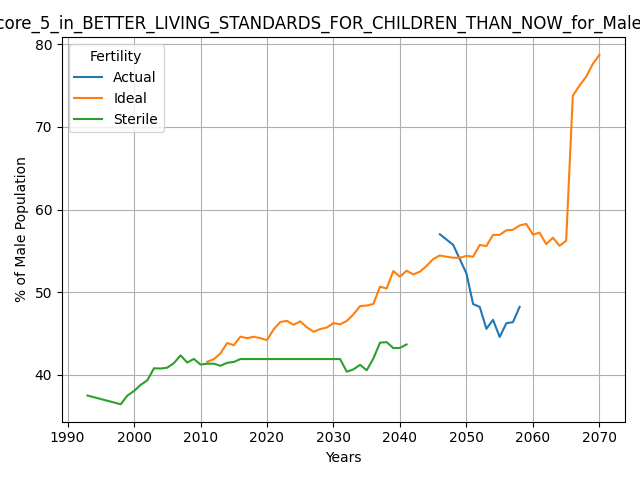 core_5_in_BETTER_LIVING_STANDARDS_FOR_CHILDREN_THAN_NOW_for_Male
Fertility
Actual
Ideal
Sterile
% of Male Population
80
70
60
50
40
1990 2000 2010 2020 2030 2040 2050 2060 2070
Years